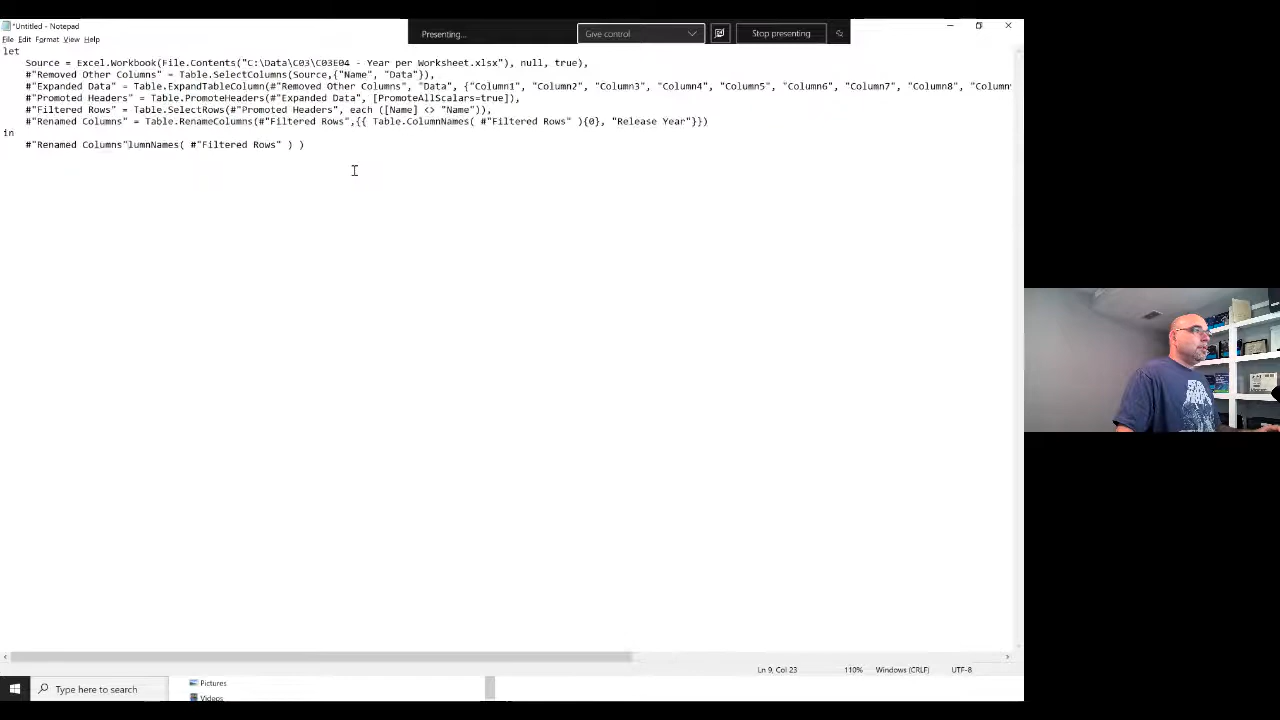 *Untitled - Notepad
Presenting...
Give control
Stop presenting
File Edit Format View Help
let
Source = Excel.Workbook(File.Contents("C:\Data\C03\C03E04 - Year per Worksheet.xlsx"), null, true),
#"Removed Other Columns" = Table.SelectColumns(Source,{"Name", "Data"}),
#"Expanded Data" = Table.ExpandTableColumn(#"Removed Other Columns", "Data", {"Column1", "Column2", "Column3", "Column4", "Column5", "Column6", "Column7", "Column8", "Column
#"Promoted Headers" = Table.PromoteHeaders(#"Expanded Data", [PromoteAllScalars=true]),
#"Filtered Rows" = Table.SelectRows(#"Promoted Headers", each ([Name] <> "Name")),
#"Renamed Columns" = Table.RenameColumns(#"Filtered Rows",{{ Table.ColumnNames( #"Filtered Rows" ){0}, "Release Year"}})
in
#"Renamed Columns"lumnNames( #"Filtered Rows" ) )
Ln 9, Col 23
110%
Windows (CRLF)
UTF-8
Type here to search
Pictures
Videos